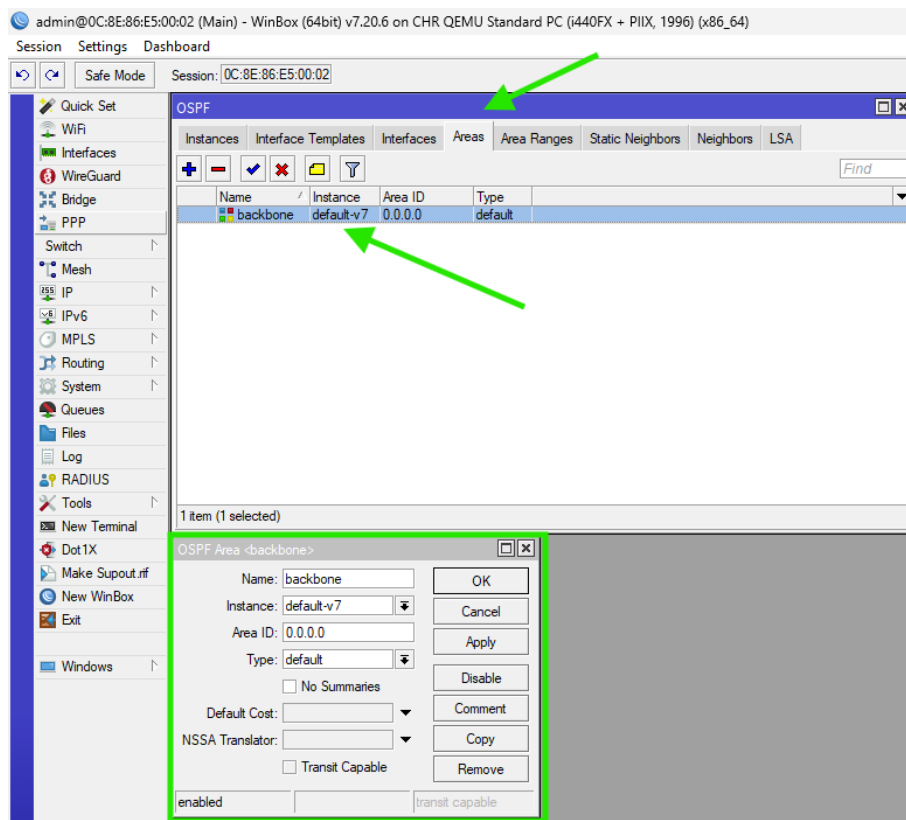 admin@0C:8E:86:E5:00:02 (Main) - WinBox (64bit) v7.20.6 on CHR QEMU Standard PC (i440FX + PIIX, 1996) (x86_64)
Session Settings Dashboard
Safe Mode Session: 0C:8E:86:E5:00:02
Quick Set
WiFi
Interfaces
WireGuard
Bridge
PPP
Switch
Mesh
IP
IPv6
MPLS
Routing
System
Queues
Files
Log
RADIUS
Tools
New Terminal
Dot1X
Make Supout.rif
New WinBox
Exit
Windows
OSPF
Instances Interface Templates Interfaces Areas Area Ranges Static Neighbors Neighbors LSA
Find
Name Instance Area ID Type
backbone default-v7 0.0.0.0 default
1 item (1 selected)
OSPF Area <backbone>
Name: backbone OK
Instance: default-v7 Cancel
Area ID: 0.0.0.0 Apply
Type: default
No Summaries Disable
Default Cost: Comment
NSSA Translator: Copy
Transit Capable Remove
enabled transit capable